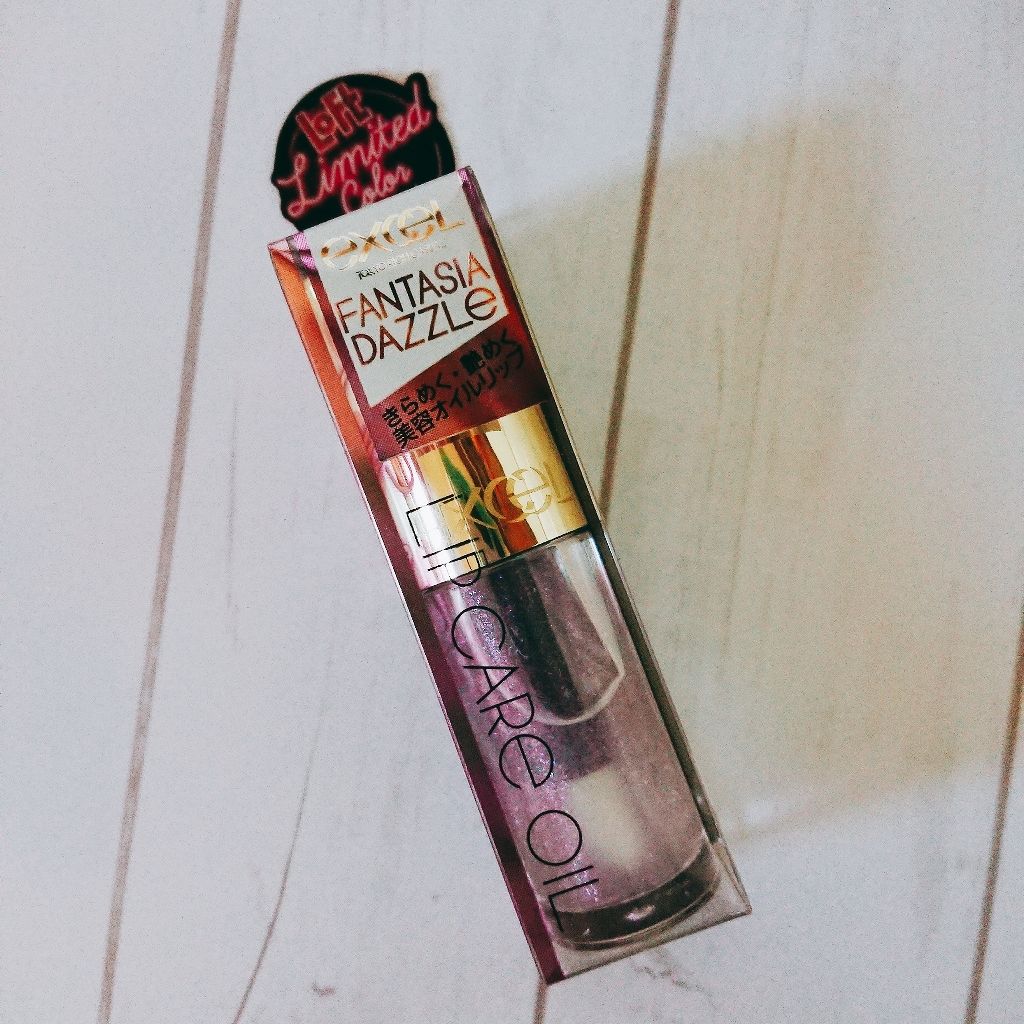 LOFt
Limited
Color
excel
FANTASIA
DAZZLe
きらめく・艶めく
美容オイルリップ
excel
LIP CARe OIL